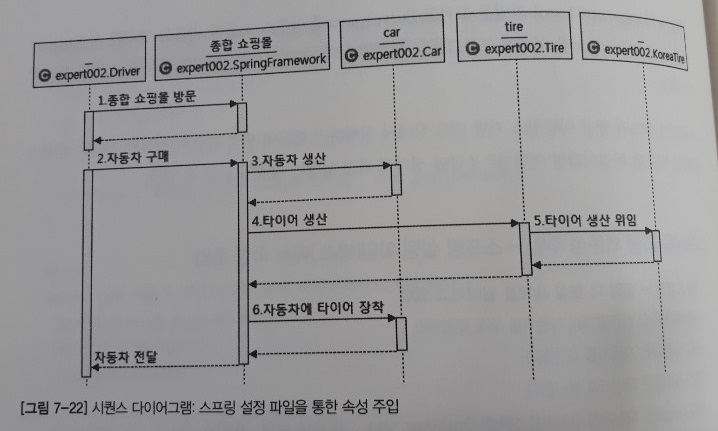 종합 쇼핑몰
car
tire
C expert002.Driver
C expert002.SpringFramework
C expert002.Car
C expert002.Tire
C expert002.KoreaTire
1.종합 쇼핑몰 방문
2.자동차 구매
3.자동차 생산
4.타이어 생산
5.타이어 생산 위임
6.자동차에 타이어 장착
자동차 전달
[그림 7-22] 시퀀스 다이어그램: 스프링 설정 파일을 통한 속성 주입